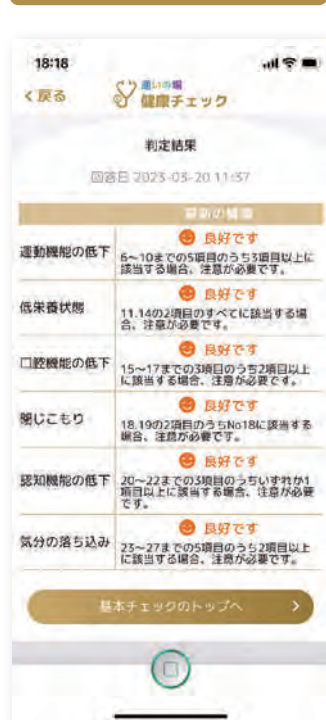 18:18
戻る
通いの場
健康チェック
判定結果
回答日 2023-03-20 11:37
最新の結果
運動機能の低下
良好です
6~10までの5項目のうち3項目以上に
該当する場合、注意が必要です。
低栄養状態
良好です
11.14の2項目のすべてに該当する場
合、注意が必要です。
口腔機能の低下
良好です
15~17までの3項目のうち2項目以上
に該当する場合、注意が必要です。
閉じこもり
良好です
18.19の2項目のうちNo18に該当する
場合、注意が必要です。
認知機能の低下
良好です
20~22までの3項目のうちいずれか1
項目以上に該当する場合、注意が必要
です。
気分の落ち込み
良好です
23~27までの5項目のうち2項目以上
に該当する場合、注意が必要です。
基本チェックのトップへ